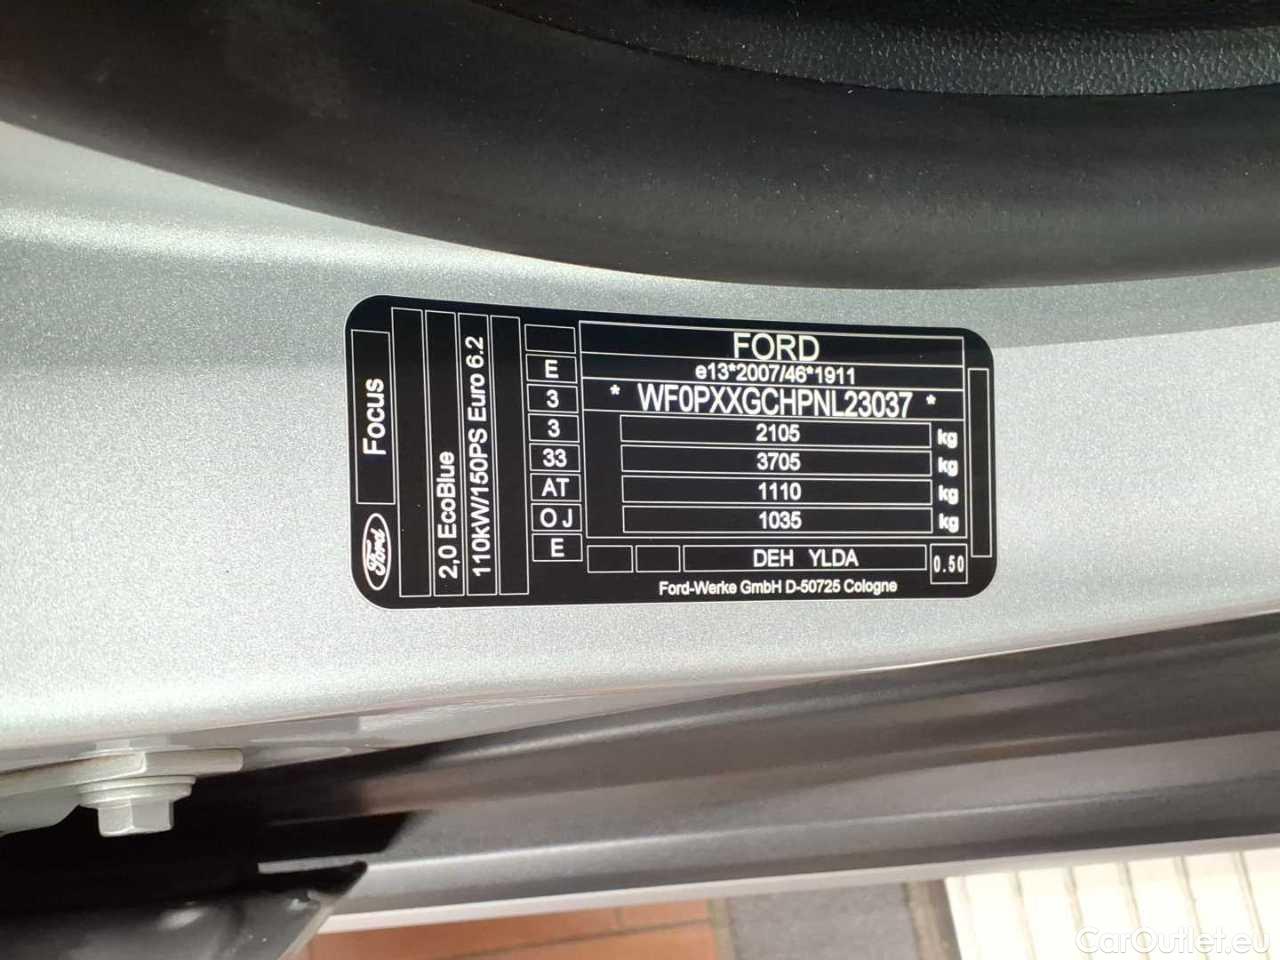 FORD
e13*2007/46*1911
* WF0PXXGCHPNL23037 *
2105 kg
3705 kg
1110 kg
1035 kg
DEH YLDA 0.50
Ford-Werke GmbH D-50725 Cologne
E
3
3
33
AT
O J
E
110kW/150PS Euro 6.2
2,0 EcoBlue
Focus
Ford
CarOutlet.eu